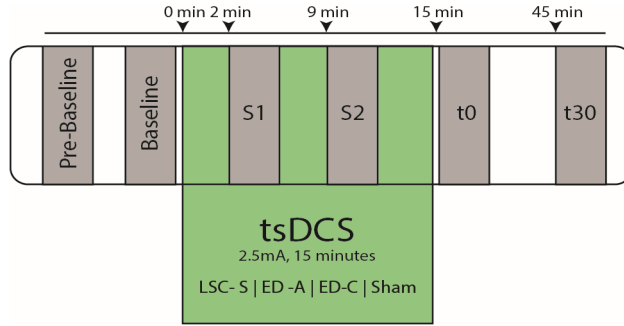 0 min 2 min 9 min 15 min 45 min
Pre-Baseline
Baseline
S1
S2
t0
t30
tsDCS
2.5mA, 15 minutes
LSC- S | ED -A | ED-C | Sham